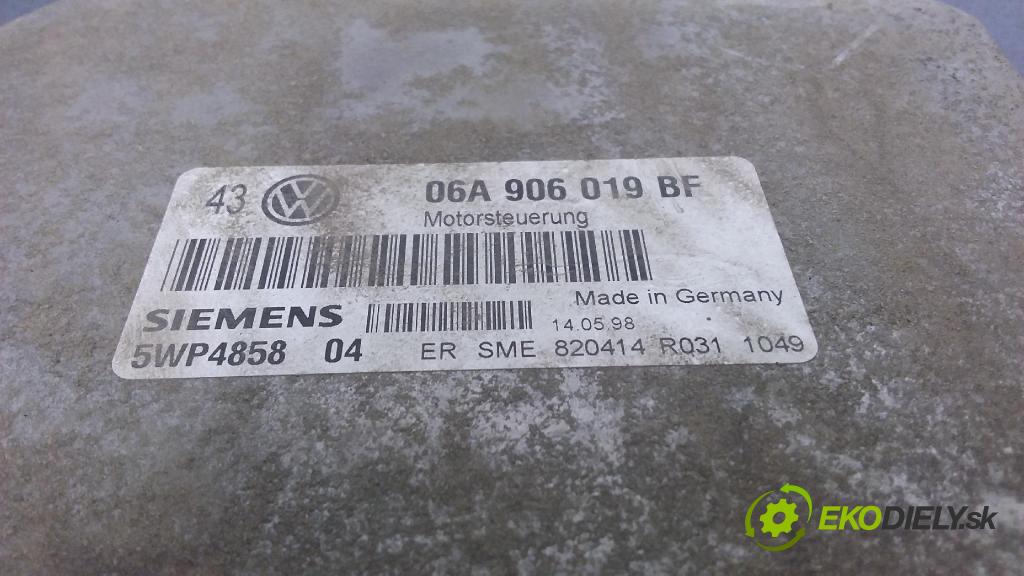 43 VW 06A 906 019 BF
Motorsteuerung
Made in Germany
SIEMENS 14.05.98
5WP4858 04 ER SME 820414 R031 1049
EKODIELY.sk